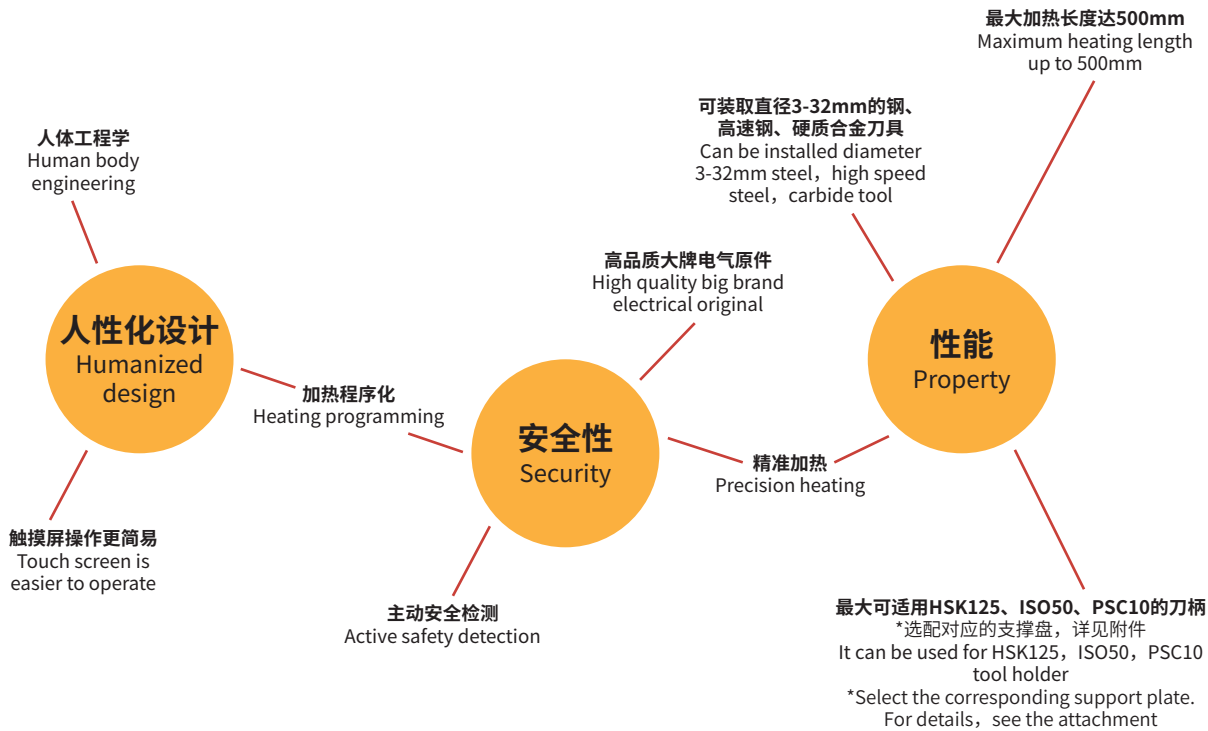 最大加热长度达500mm
Maximum heating length
up to 500mm
可装取直径3-32mm的钢、
高速钢、硬质合金刀具
Can be installed diameter
3-32mm steel，high speed
steel，carbide tool
人体工程学
Human body
engineering
高品质大牌电气原件
High quality big brand
electrical original
人性化设计
Humanized
design
性能
Property
加热程序化
Heating programming
安全性
Security
精准加热
Precision heating
触摸屏操作更简易
Touch screen is
easier to operate
主动安全检测
Active safety detection
最大可适用HSK125、ISO50、PSC10的刀柄
*选配对应的支撑盘，详见附件
It can be used for HSK125，ISO50，PSC10
tool holder
*Select the corresponding support plate.
For details，see the attachment